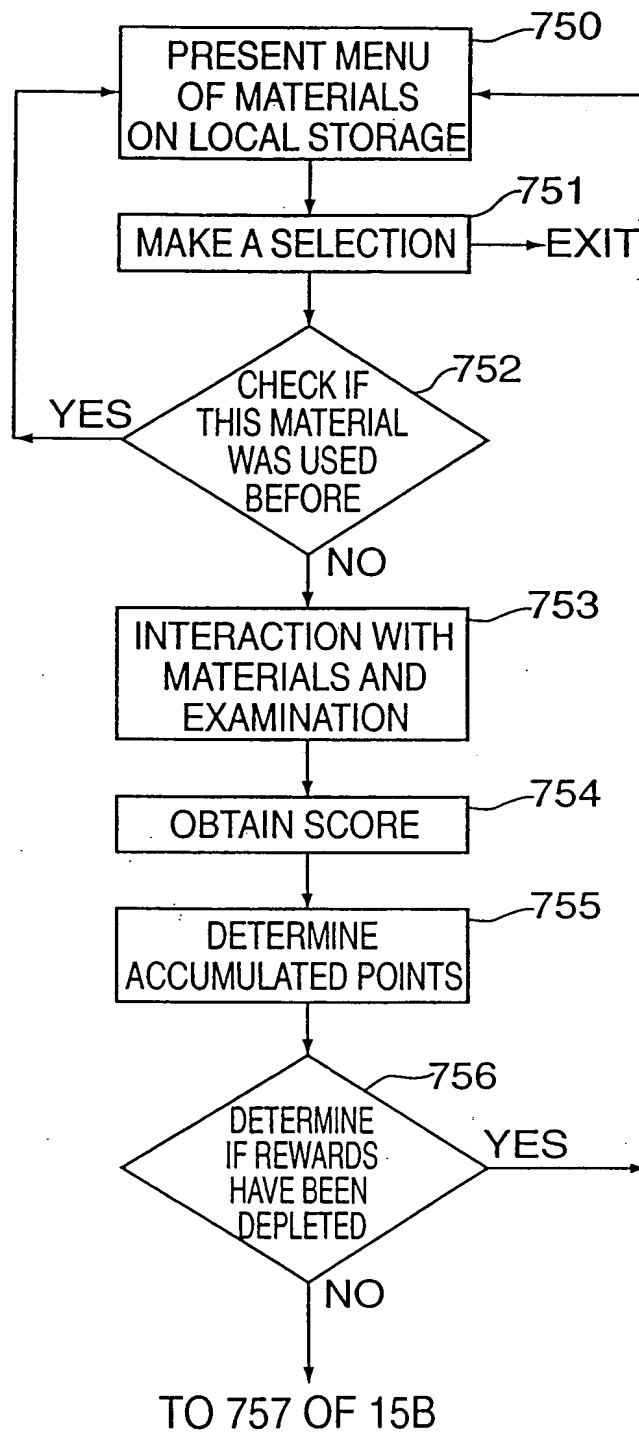 750
PRESENT MENU
OF MATERIALS
ON LOCAL STORAGE
751
MAKE A SELECTION
EXIT
752
CHECK IF
THIS MATERIAL
WAS USED
BEFORE
YES
NO
753
INTERACTION WITH
MATERIALS AND
EXAMINATION
754
OBTAIN SCORE
755
DETERMINE
ACCUMULATED POINTS
756
DETERMINE
IF REWARDS
HAVE BEEN
DEPLETED
YES
NO
TO 757 OF 15B